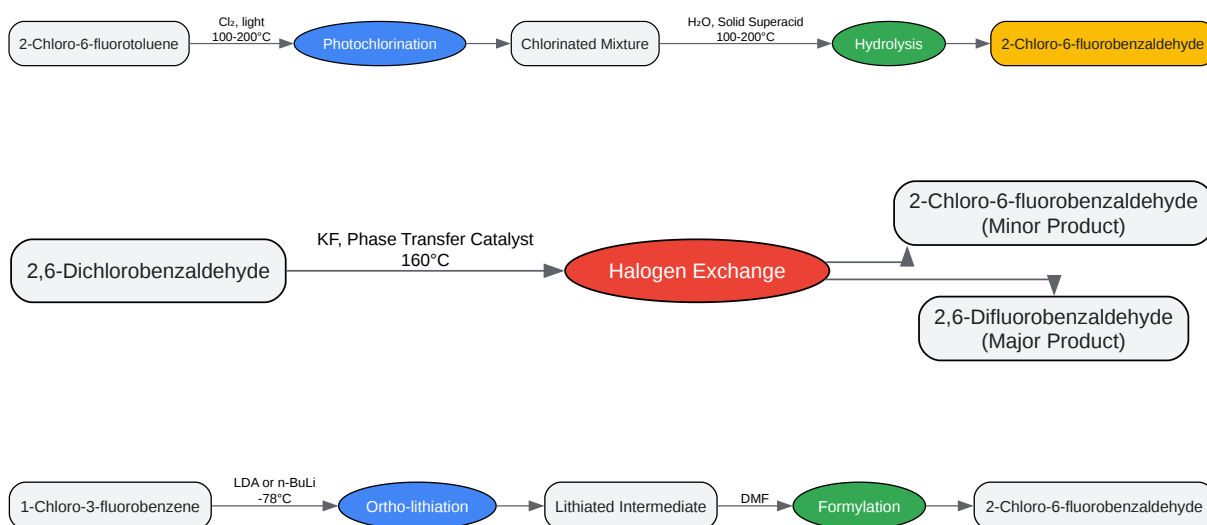 Cl₂, light
100-200°C
H₂O, Solid Superacid
100-200°C
2-Chloro-6-fluorotoluene
Photochlorination
Chlorinated Mixture
Hydrolysis
2-Chloro-6-fluorobenzaldehyde
2-Chloro-6-fluorobenzaldehyde
(Minor Product)
KF, Phase Transfer Catalyst
160°C
2,6-Dichlorobenzaldehyde
Halogen Exchange
2,6-Difluorobenzaldehyde
(Major Product)
LDA or n-BuLi
-78°C
DMF
1-Chloro-3-fluorobenzene
Ortho-lithiation
Lithiated Intermediate
Formylation
2-Chloro-6-fluorobenzaldehyde